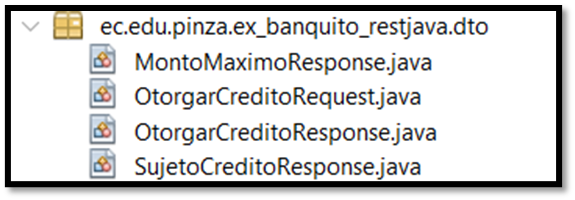 ec.edu.pinza.ex_banquito_restjava.dto
MontoMaximoResponse.java
OtorgarCreditoRequest.java
OtorgarCreditoResponse.java
SujetoCreditoResponse.java